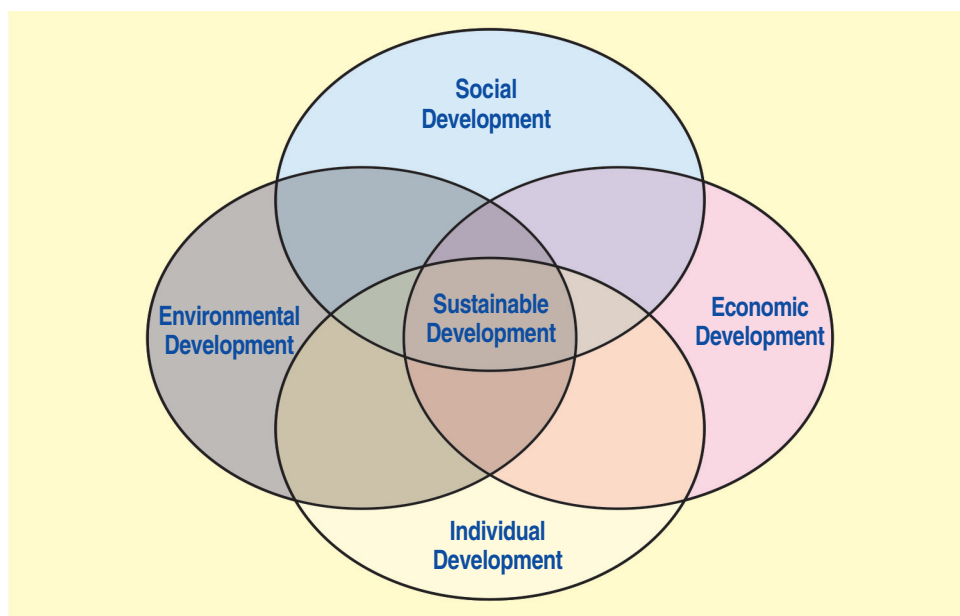 Social
Development
Environmental
Development
Sustainable
Development
Economic
Development
Individual
Development